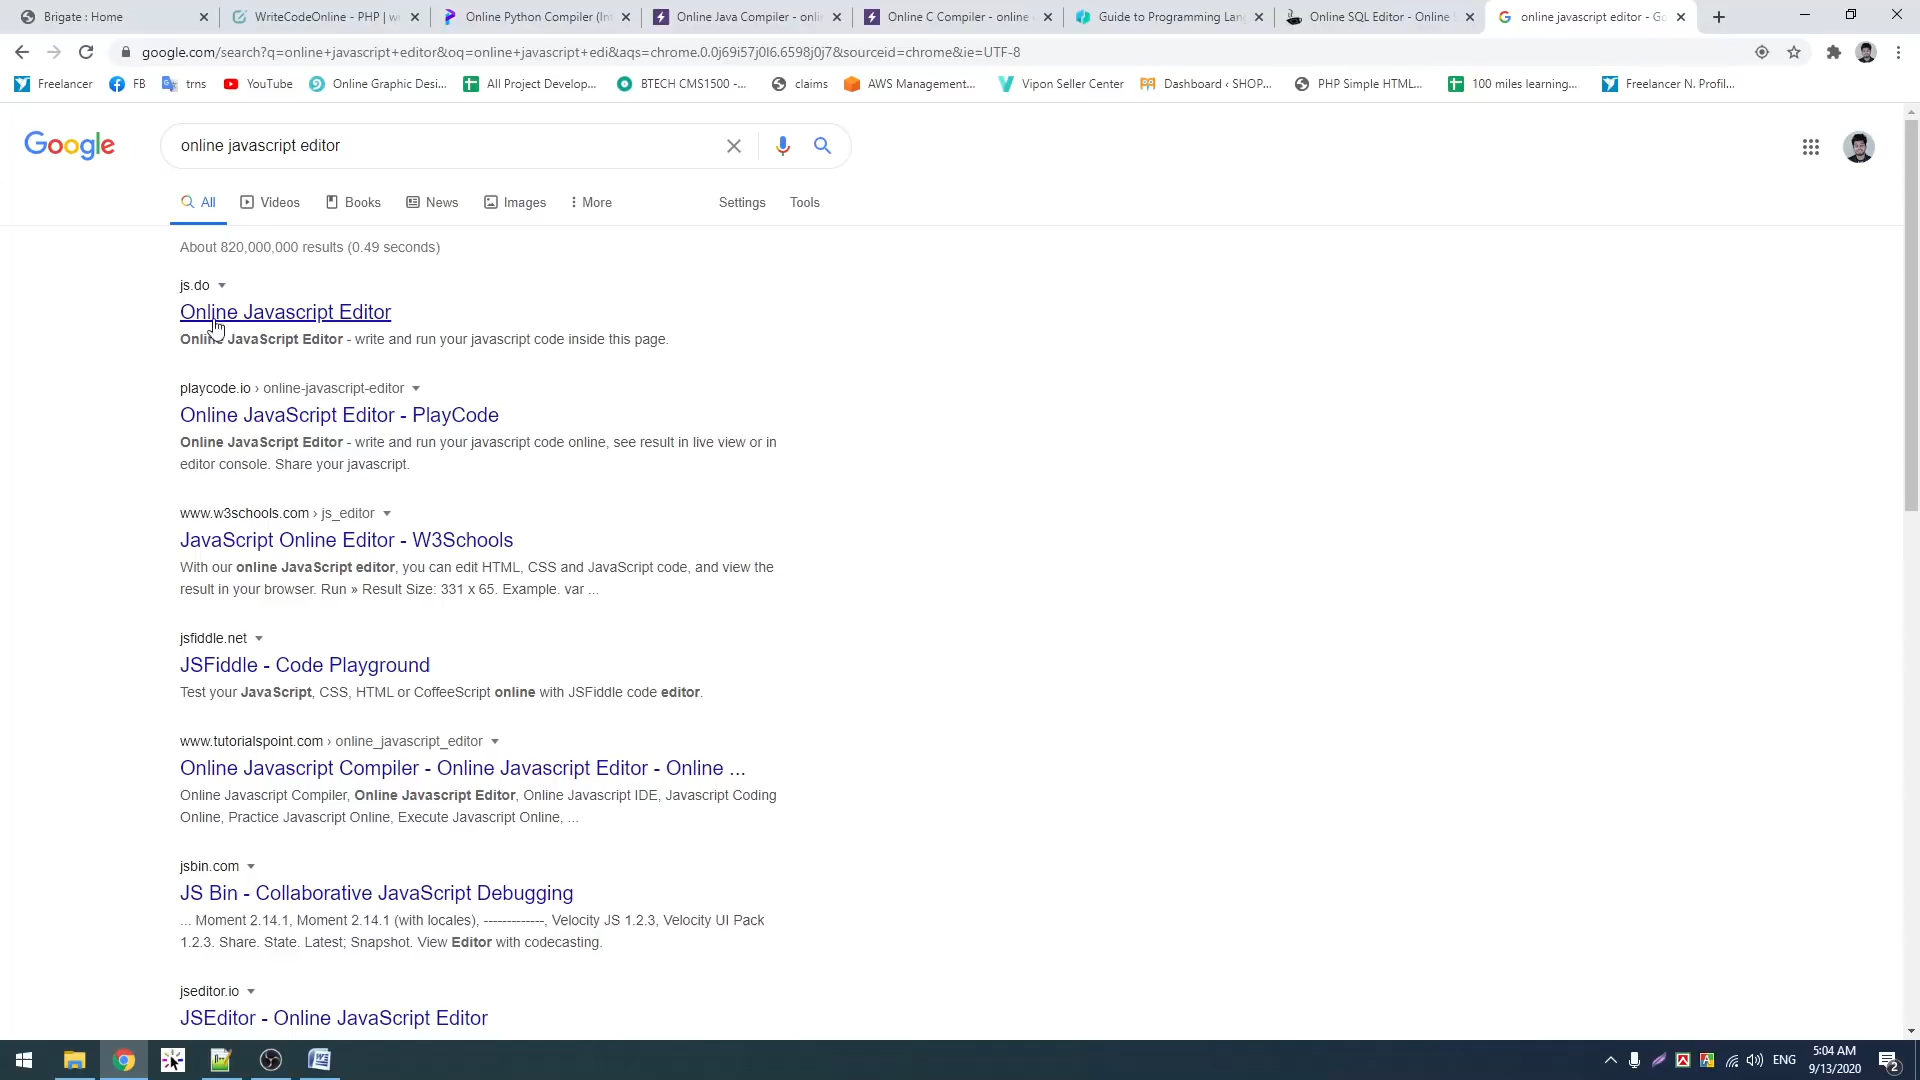 Brigate : Home
WriteCodeOnline - PHP | w
Online Python Compiler (In
Online Java Compiler - onli
Online C Compiler - online
Guide to Programming Lan
Online SQL Editor - Online
online javascript editor - Go
google.com/search?q=online+javascript+editor&oq=online+javascript+edi&aqs=chrome.0.0j69i57j0l6.6598j0j7&sourceid=chrome&ie=UTF-8
Freelancer
FB
trns
YouTube
Online Graphic Desi...
All Project Develop...
BTECH CMS1500 -...
claims
AWS Management...
Vipon Seller Center
Dashboard ‹ SHOP...
PHP Simple HTML...
100 miles learning...
Freelancer N. Profil...
Google
online javascript editor
All
Videos
Books
News
Images
More
Settings
Tools
About 820,000,000 results (0.49 seconds)
js.do
Online Javascript Editor
Online JavaScript Editor - write and run your javascript code inside this page.
playcode.io › online-javascript-editor
Online JavaScript Editor - PlayCode
Online JavaScript Editor - write and run your javascript code online, see result in live view or in
editor console. Share your javascript.
www.w3schools.com › js_editor
JavaScript Online Editor - W3Schools
With our online JavaScript editor, you can edit HTML, CSS and JavaScript code, and view the
result in your browser. Run » Result Size: 331 x 65. Example. var ...
jsfiddle.net
JSFiddle - Code Playground
Test your JavaScript, CSS, HTML or CoffeeScript online with JSFiddle code editor.
www.tutorialspoint.com › online_javascript_editor
Online Javascript Compiler - Online Javascript Editor - Online ...
Online Javascript Compiler, Online Javascript Editor, Online Javascript IDE, Javascript Coding
Online, Practice Javascript Online, Execute Javascript Online, ...
jsbin.com
JS Bin - Collaborative JavaScript Debugging
... Moment 2.14.1, Moment 2.14.1 (with locales), -------------, Velocity JS 1.2.3, Velocity UI Pack
1.2.3. Share. State. Latest; Snapshot. View Editor with codecasting.
jseditor.io
JSEditor - Online JavaScript Editor
ENG
5:04 AM
9/13/2020
2